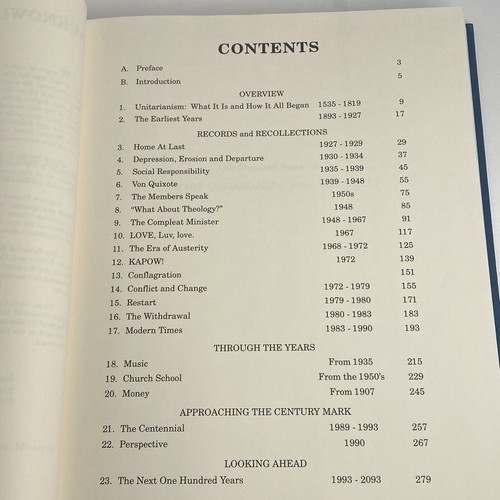 CONTENTS
A. Preface 3
B. Introduction 5
OVERVIEW
1. Unitarianism: What It Is and How It All Began 1535 - 1819 9
2. The Earliest Years 1893 - 1927 17
RECORDS and RECOLLECTIONS
3. Home At Last 1927 - 1929 29
4. Depression, Erosion and Departure 1930 - 1934 37
5. Social Responsibility 1935 - 1939 45
6. Von Quixote 1939 - 1948 55
7. The Members Speak 1950s 75
8. "What About Theology?" 1948 85
9. The Compleat Minister 1948 - 1967 91
10. LOVE, Luv, love. 1967 117
11. The Era of Austerity 1968 - 1972 125
12. KAPOW! 1972 139
13. Conflagration 151
14. Conflict and Change 1972 - 1979 155
15. Restart 1979 - 1980 171
16. The Withdrawal 1980 - 1983 183
17. Modern Times 1983 - 1990 193
THROUGH THE YEARS
18. Music From 1935 215
19. Church School From the 1950's 229
20. Money From 1907 245
APPROACHING THE CENTURY MARK
21. The Centennial 1989 - 1993 257
22. Perspective 1990 267
LOOKING AHEAD
23. The Next One Hundred Years 1993 - 2093 279